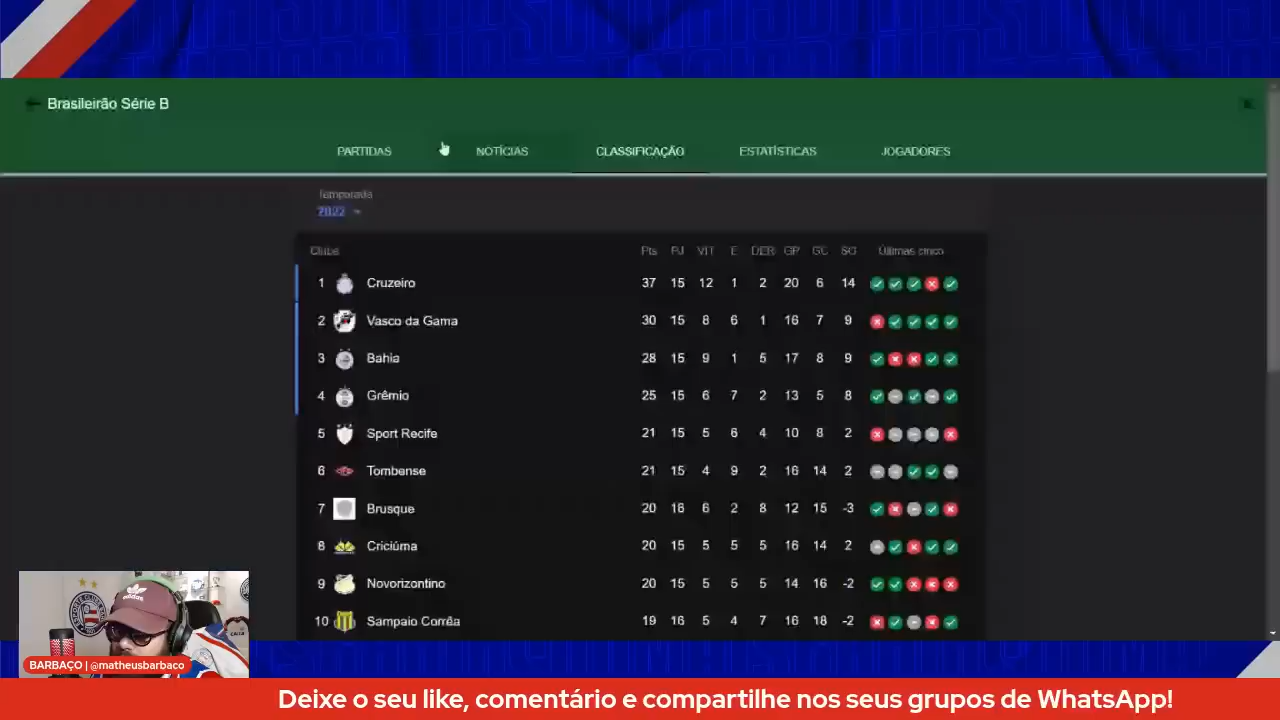 Brasileirão Série B
PARTIDAS NOTÍCIAS CLASSIFICAÇÃO ESTATÍSTICAS JOGADORES
Temporada
2022
Clube Pts PJ VIT E DER GP GC SG Últimas cinco
1 Cruzeiro 37 15 12 1 2 20 6 14
2 Vasco da Gama 30 15 8 6 1 16 7 9
3 Bahia 28 15 9 1 5 17 8 9
4 Grêmio 25 15 6 7 2 13 5 8
5 Sport Recife 21 15 5 6 4 10 8 2
6 Tombense 21 15 4 9 2 16 14 2
7 Brusque 20 16 6 2 8 12 15 -3
8 Criciúma 20 15 5 5 5 16 14 2
9 Novorizontino 20 15 5 5 5 14 16 -2
10 Sampaio Corrêa 19 16 5 4 7 16 18 -2
BARBAÇO | @matheusbarbaco
Deixe o seu like, comentário e compartilhe nos seus grupos de WhatsApp!